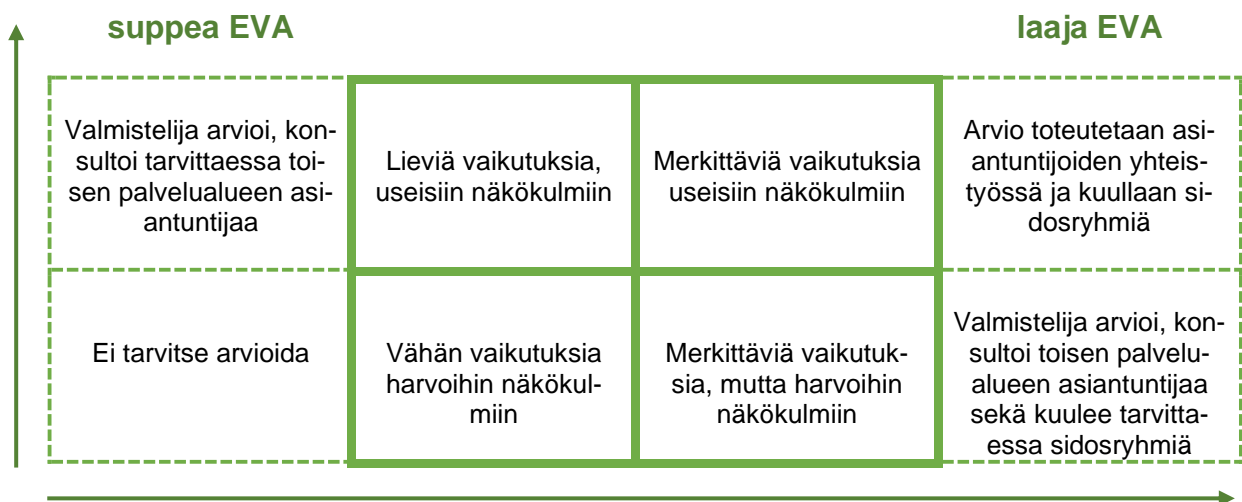 suppea EVA
laaja EVA
Valmistelija arvioi, kon-
sultoi tarvittaessa toi-
sen palvelualueen asi-
antuntijaa
Lieviä vaikutuksia,
useisiin näkökulmiin
Merkittäviä vaikutuksia
useisiin näkökulmiin
Arvio toteutetaan asi-
antuntijoiden yhteis-
työssä ja kuullaan si-
dosryhmiä
Ei tarvitse arvioida
Vähän vaikutuksia
harvoihin näkökul-
miin
Merkittäviä vaikutuk-
sia, mutta harvoihin
näkökulmiin
Valmistelija arvioi, kon-
sultoi toisen palvelu-
alueen asiantuntijaa
sekä kuulee tarvitta-
essa sidosryhmiä